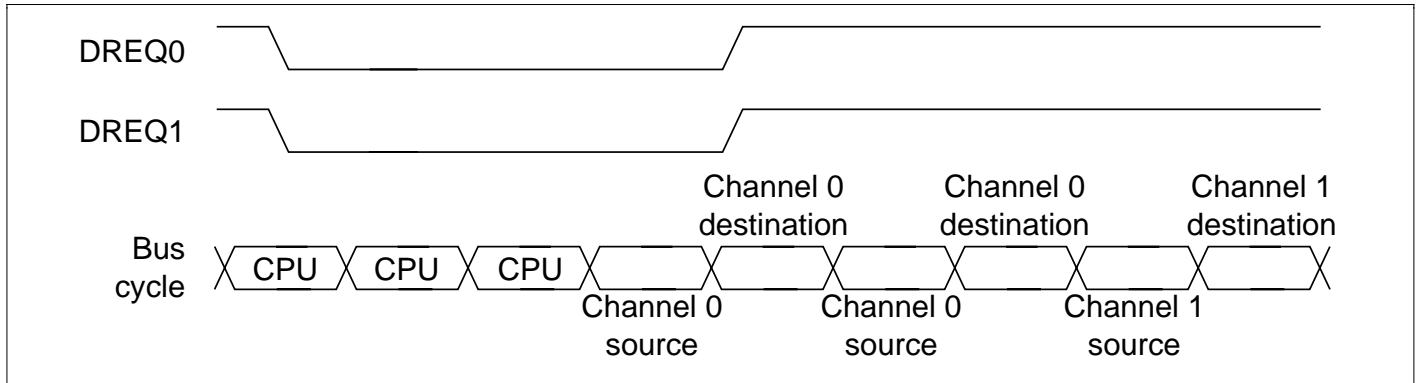 DREQ0
DREQ1
Channel 0
destination
Channel 0
destination
Channel 1
destination
Bus
cycle
CPU
CPU
CPU
Channel 0
source
Channel 0
source
Channel 1
source